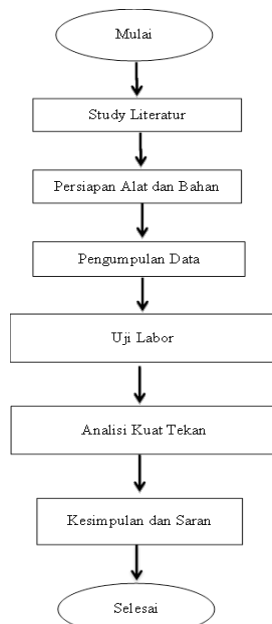 Mulai
Study Literatur
Persiapan Alat dan Bahan
Pengumpulan Data
Uji Labor
Analisi Kuat Tekan
Kesimpulan dan Saran
Selesai